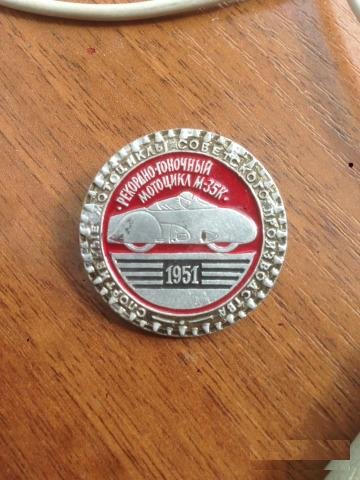 СПОРТИВНЫЕ МОТОЦИКЛЫ СОВЕТСКОГО ПРОИЗВОДСТВА
• РЕКОРДНО-ГОНОЧНЫЙ
МОТОЦИКЛ М-35К •
1951